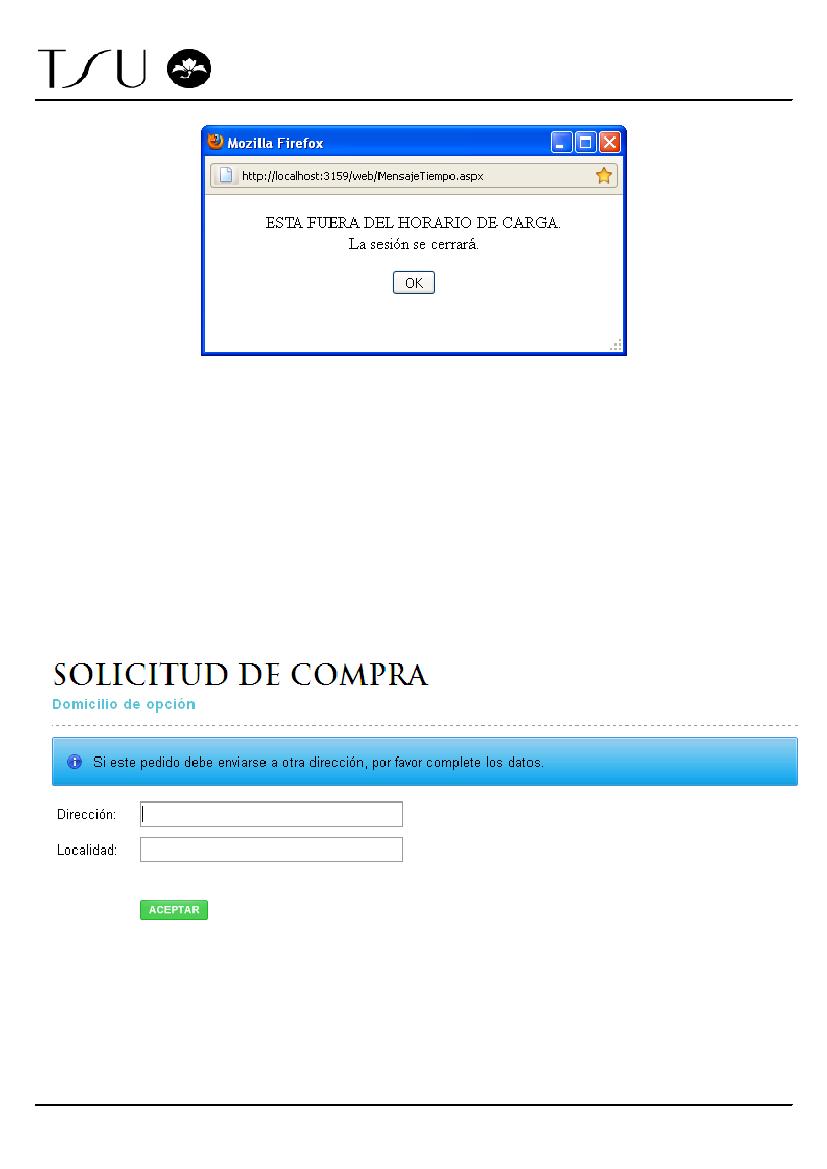 TSU
Mozilla Firefox
http://localhost:3159/web/MensajeTiempo.aspx
ESTA FUERA DEL HORARIO DE CARGA.
La sesión se cerrará.
OK
SOLICITUD DE COMPRA
Domicilio de opción
Si este pedido debe enviarse a otra dirección, por favor complete los datos.
Dirección:
Localidad:
ACEPTAR